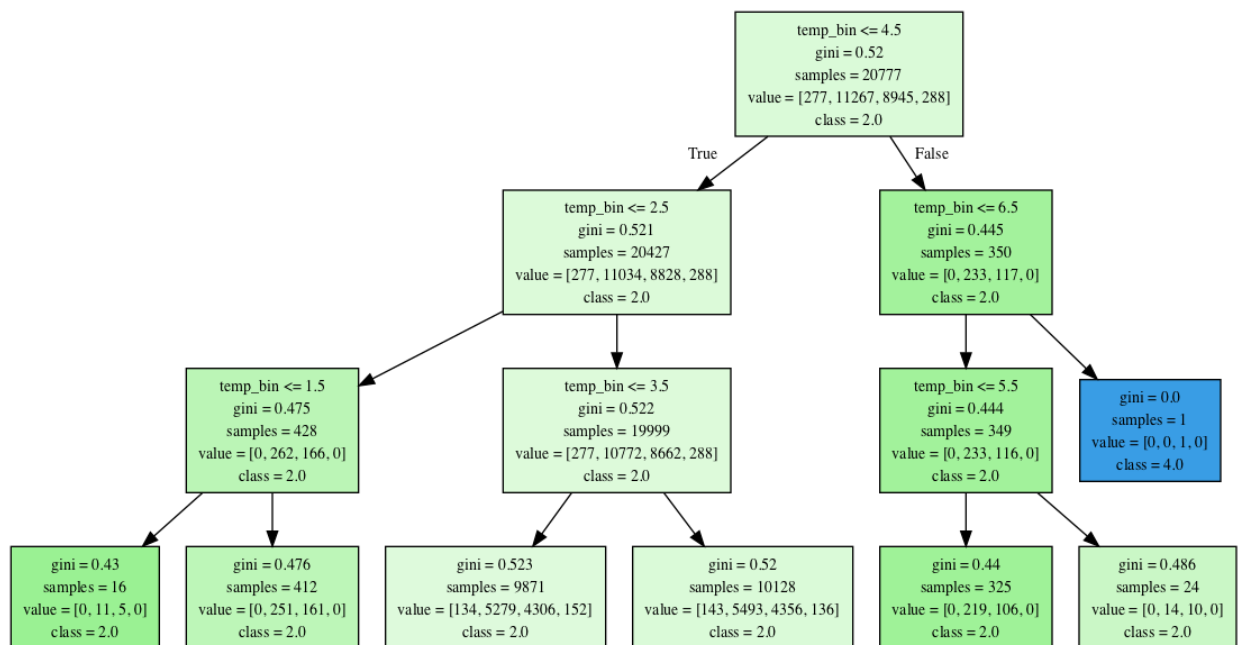 temp_bin <= 4.5
gini = 0.52
samples = 20777
value = [277, 11267, 8945, 288]
class = 2.0
True
False
temp_bin <= 2.5
gini = 0.521
samples = 20427
value = [277, 11034, 8828, 288]
class = 2.0
temp_bin <= 6.5
gini = 0.445
samples = 350
value = [0, 233, 117, 0]
class = 2.0
temp_bin <= 1.5
gini = 0.475
samples = 428
value = [0, 262, 166, 0]
class = 2.0
temp_bin <= 3.5
gini = 0.522
samples = 19999
value = [277, 10772, 8662, 288]
class = 2.0
temp_bin <= 5.5
gini = 0.444
samples = 349
value = [0, 233, 116, 0]
class = 2.0
gini = 0.0
samples = 1
value = [0, 0, 1, 0]
class = 4.0
gini = 0.43
samples = 16
value = [0, 11, 5, 0]
class = 2.0
gini = 0.476
samples = 412
value = [0, 251, 161, 0]
class = 2.0
gini = 0.523
samples = 9871
value = [134, 5279, 4306, 152]
class = 2.0
gini = 0.52
samples = 10128
value = [143, 5493, 4356, 136]
class = 2.0
gini = 0.44
samples = 325
value = [0, 219, 106, 0]
class = 2.0
gini = 0.486
samples = 24
value = [0, 14, 10, 0]
class = 2.0